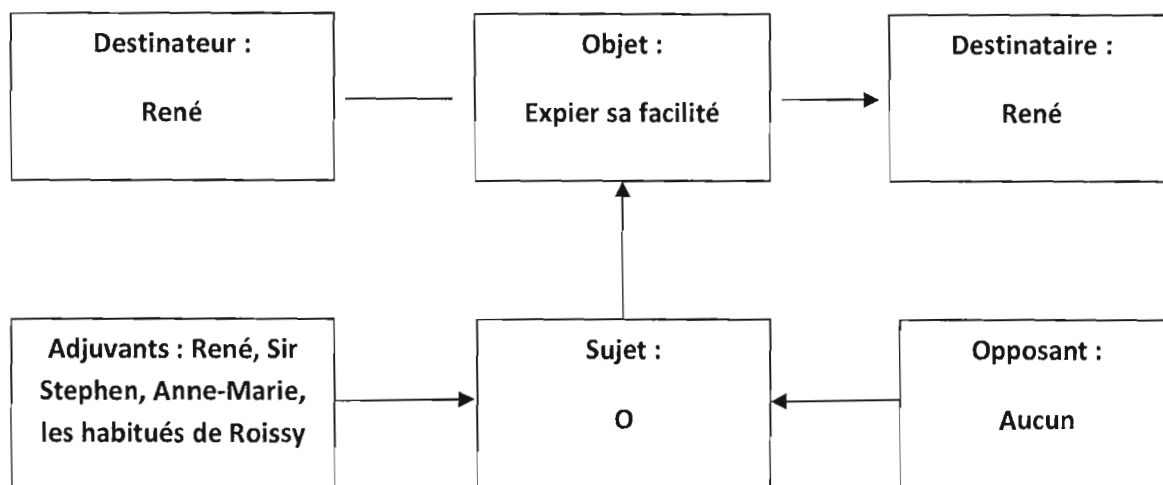 Destinateur :
René
Objet :
Expier sa facilité
Destinataire :
René
Adjuvants : René, Sir
Stephen, Anne-Marie,
les habitués de Roissy
Sujet :
O
Opposant :
Aucun